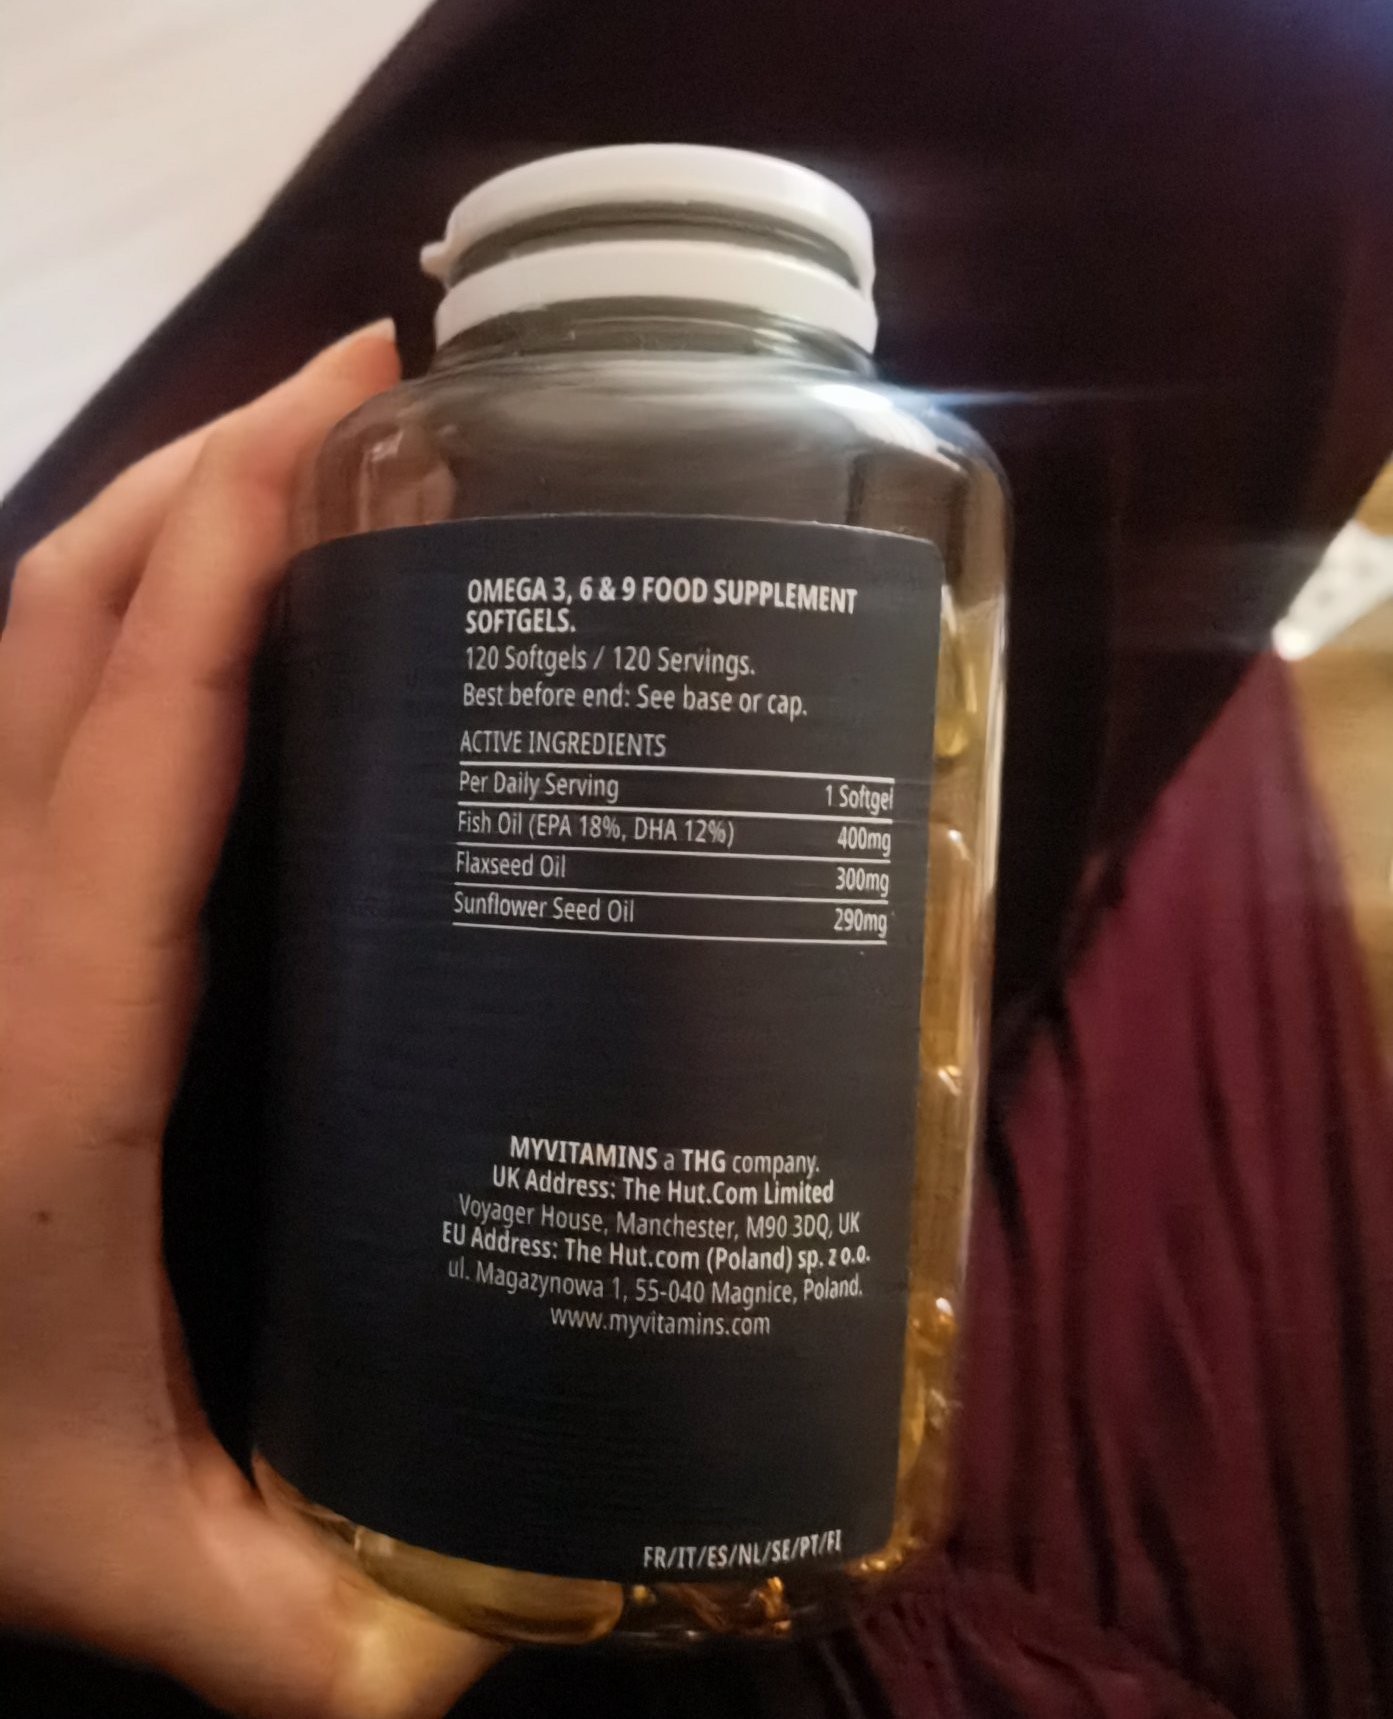 OMEGA 3, 6 & 9 FOOD SUPPLEMENT
SOFTGELS.
120 Softgels / 120 Servings.
Best before end: See base or cap.
ACTIVE INGREDIENTS
Per Daily Serving 1 Softgel
Fish Oil (EPA 18%, DHA 12%) 400mg
Flaxseed Oil 300mg
Sunflower Seed Oil 290mg
MYVITAMINS a THG company.
UK Address: The Hut.Com Limited
Voyager House, Manchester, M90 3DQ, UK
EU Address: The Hut.com (Poland) sp. z o.o.
ul. Magazynowa 1, 55-040 Magnice, Poland.
www.myvitamins.com
FR/IT/ES/NL/SE/PT/FI